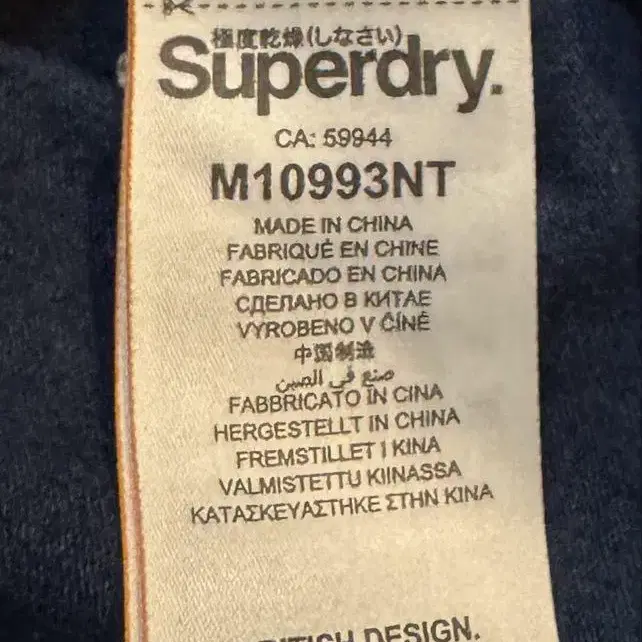 極度乾燥(しなさい)
Superdry.
CA: 59944
M10993NT
MADE IN CHINA
FABRIQUÉ EN CHINE
FABRICADO EN CHINA
СДЕЛАНО В КИТАЕ
VYROBENO V ČÍNÉ
中国制造
صنع في الصين
FABBRICATO IN CINA
HERGESTELLT IN CHINA
FREMSTILLET I KINA
VALMISTETTU KIINASSA
ΚΑΤΑΣΚΕΥΑΣΤΗΚΕ ΣΤΗΝ ΚΙΝΑ
DESIGN.